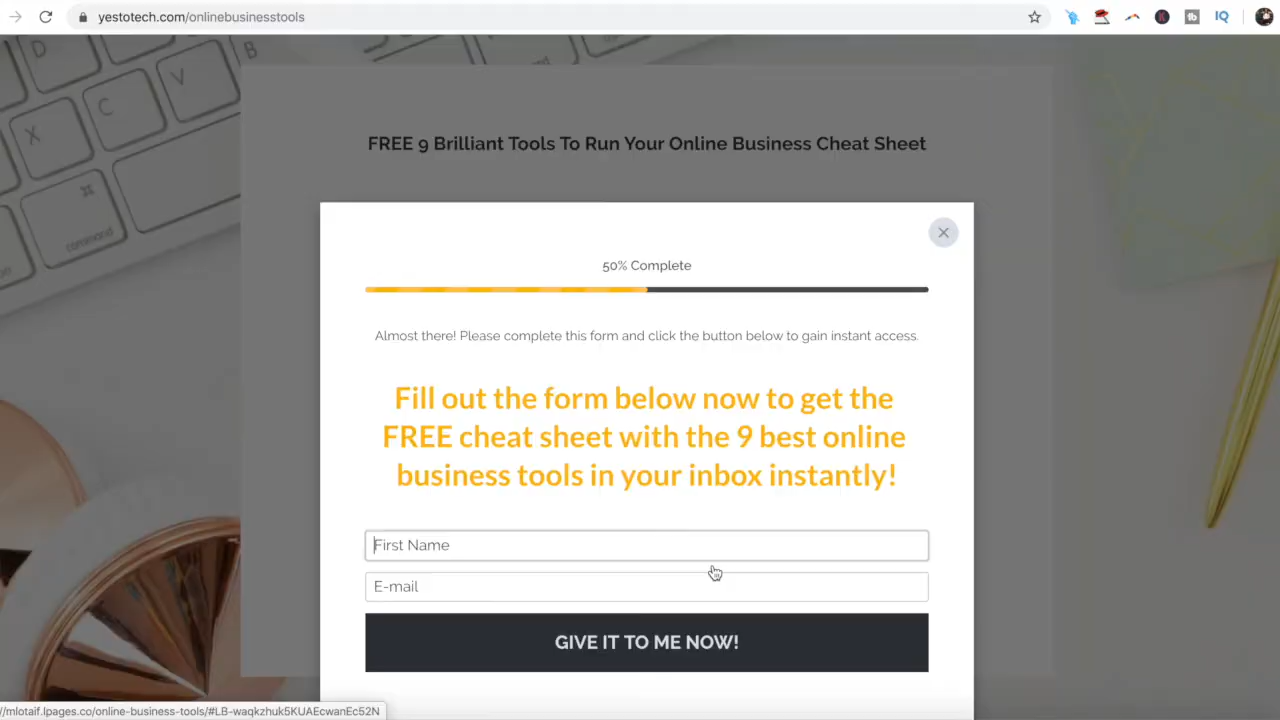 yestotech.com/onlinebusinesstools
tb
IQ
D
B
V
C
X
command
FREE 9 Brilliant Tools To Run Your Online Business Cheat Sheet
50% Complete
Almost there! Please complete this form and click the button below to gain instant access.
Fill out the form below now to get the
FREE cheat sheet with the 9 best online
business tools in your inbox instantly!
First Name
E-mail
GIVE IT TO ME NOW!
//mlotaif.lpages.co/online-business-tools/#LB-waqkzhuk5KUAEcwanEc52N